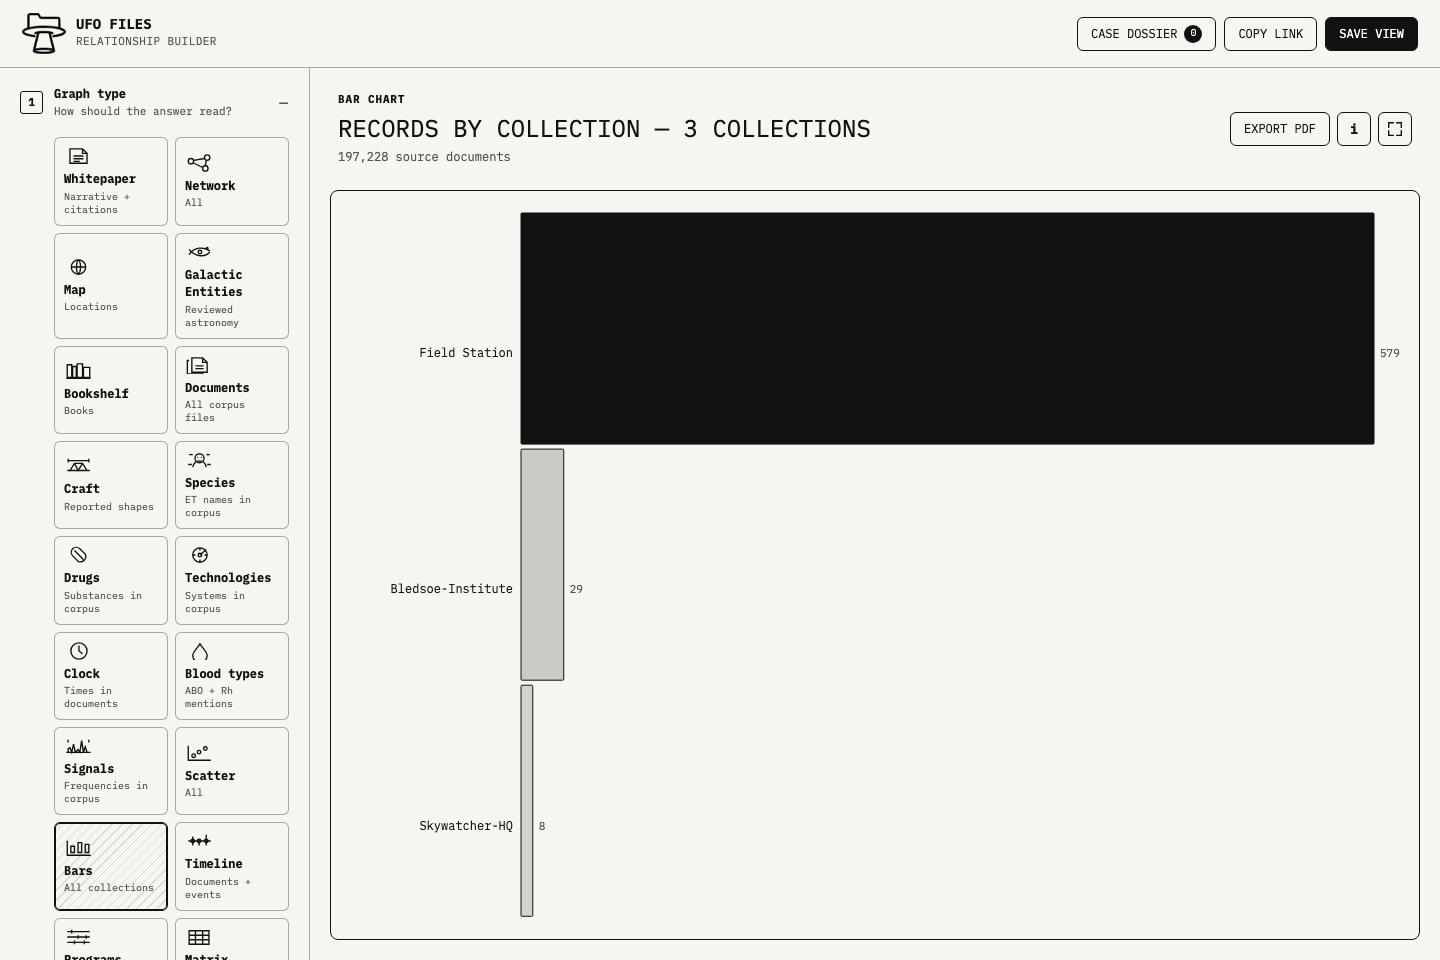 UFO FILES
RELATIONSHIP BUILDER
CASE DOSSIER 0
COPY LINK
SAVE VIEW
1
Graph type
How should the answer read?
—
Whitepaper
Narrative +
citations
Network
All
Map
Locations
Galactic
Entities
Reviewed
astronomy
Bookshelf
Books
Documents
All corpus
files
Craft
Reported shapes
Species
ET names in
corpus
Drugs
Substances in
corpus
Technologies
Systems in
corpus
Clock
Times in
documents
Blood types
ABO + Rh
mentions
Signals
Frequencies in
corpus
Scatter
All
Bars
All collections
Timeline
Documents +
events
Programs
Matrix
BAR CHART
RECORDS BY COLLECTION — 3 COLLECTIONS
197,228 source documents
EXPORT PDF
i
Field Station
579
Bledsoe-Institute
29
Skywatcher-HQ
8